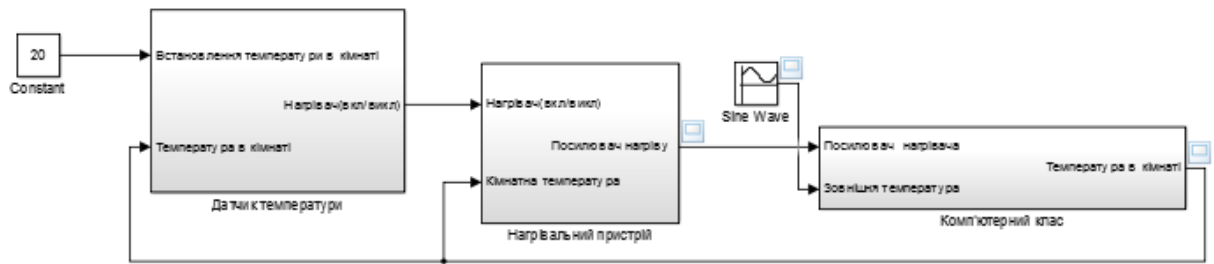 20
Constant
Встановлення температури в кімнаті
Нагрівач(вкл/викл)
Температура в кімнаті
Датчик температури
Нагрівач(вкл/викл)
Посилювач нагріву
Кімнатна температура
Нагрівальний пристрій
Sine Wave
Посилювач нагрівача
Температура в кімнаті
Зовнішня температура
Комп'ютерний клас